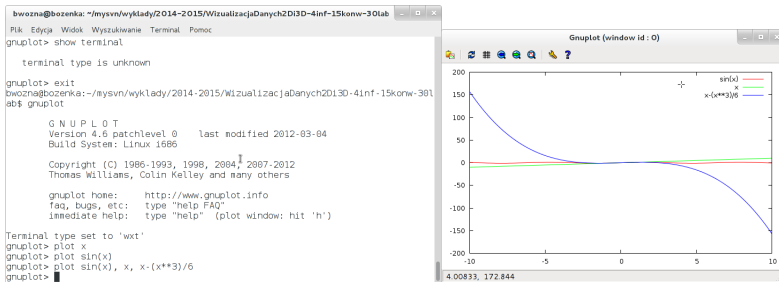 bwozna@bozenka: ~/mysvn/wyklady/2014-2015/WizualizacjaDanych2Di3D-4inf-15konw-30lab
Plik Edycja Widok Wyszukiwanie Terminal Pomoc
gnuplot> show terminal
terminal type is unknown
gnuplot> exit
bwozna@bozenka:~/mysvn/wyklady/2014-2015/WizualizacjaDanych2Di3D-4inf-15konw-30l
ab$ gnuplot
G N U P L O T
Version 4.6 patchlevel 0 last modified 2012-03-04
Build System: Linux i686
Copyright (C) 1986-1993, 1998, 2004, 2007-2012
Thomas Williams, Colin Kelley and many others
gnuplot home: http://www.gnuplot.info
faq, bugs, etc: type "help FAQ"
immediate help: type "help" (plot window: hit 'h')
Terminal type set to 'wxt'
gnuplot> plot x
gnuplot> plot sin(x)
gnuplot> plot sin(x), x, x-(x**3)/6
gnuplot>
Gnuplot (window id : 0)
sin(x)
x
x-(x**3)/6
200
150
100
50
0
-50
-100
-150
-200
-10 -5 0 5 10
4.00833, 172.844